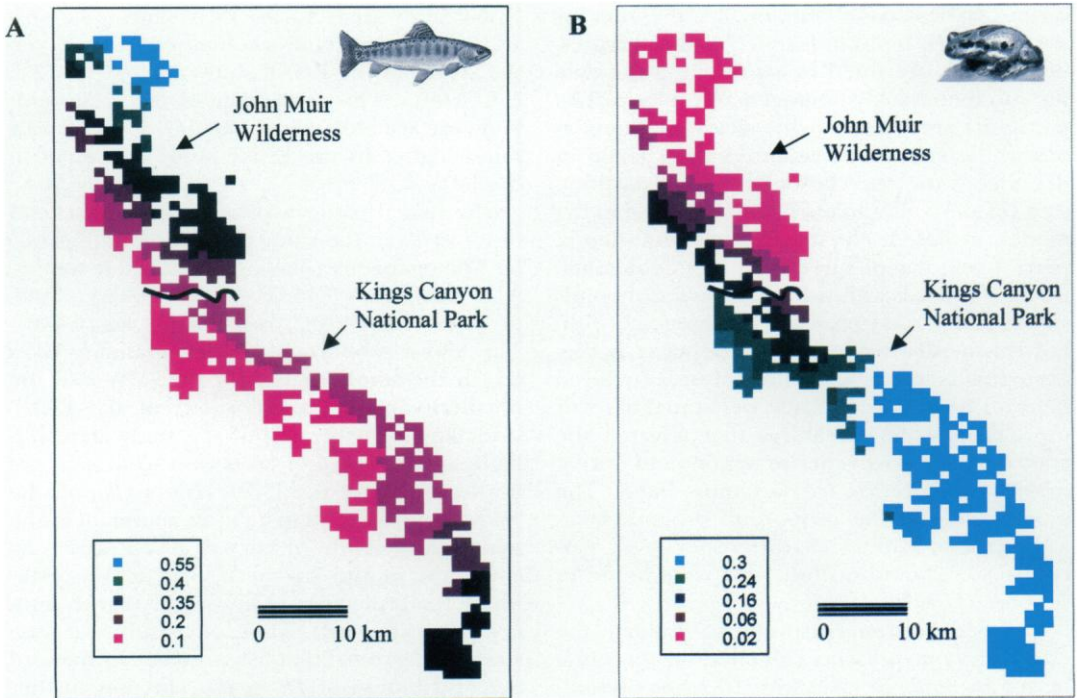 A
John Muir
Wilderness
Kings Canyon
National Park
0.55
0.4
0.35
0.2
0.1
0 10 km
B
John Muir
Wilderness
Kings Canyon
National Park
0.3
0.24
0.16
0.06
0.02
0 10 km